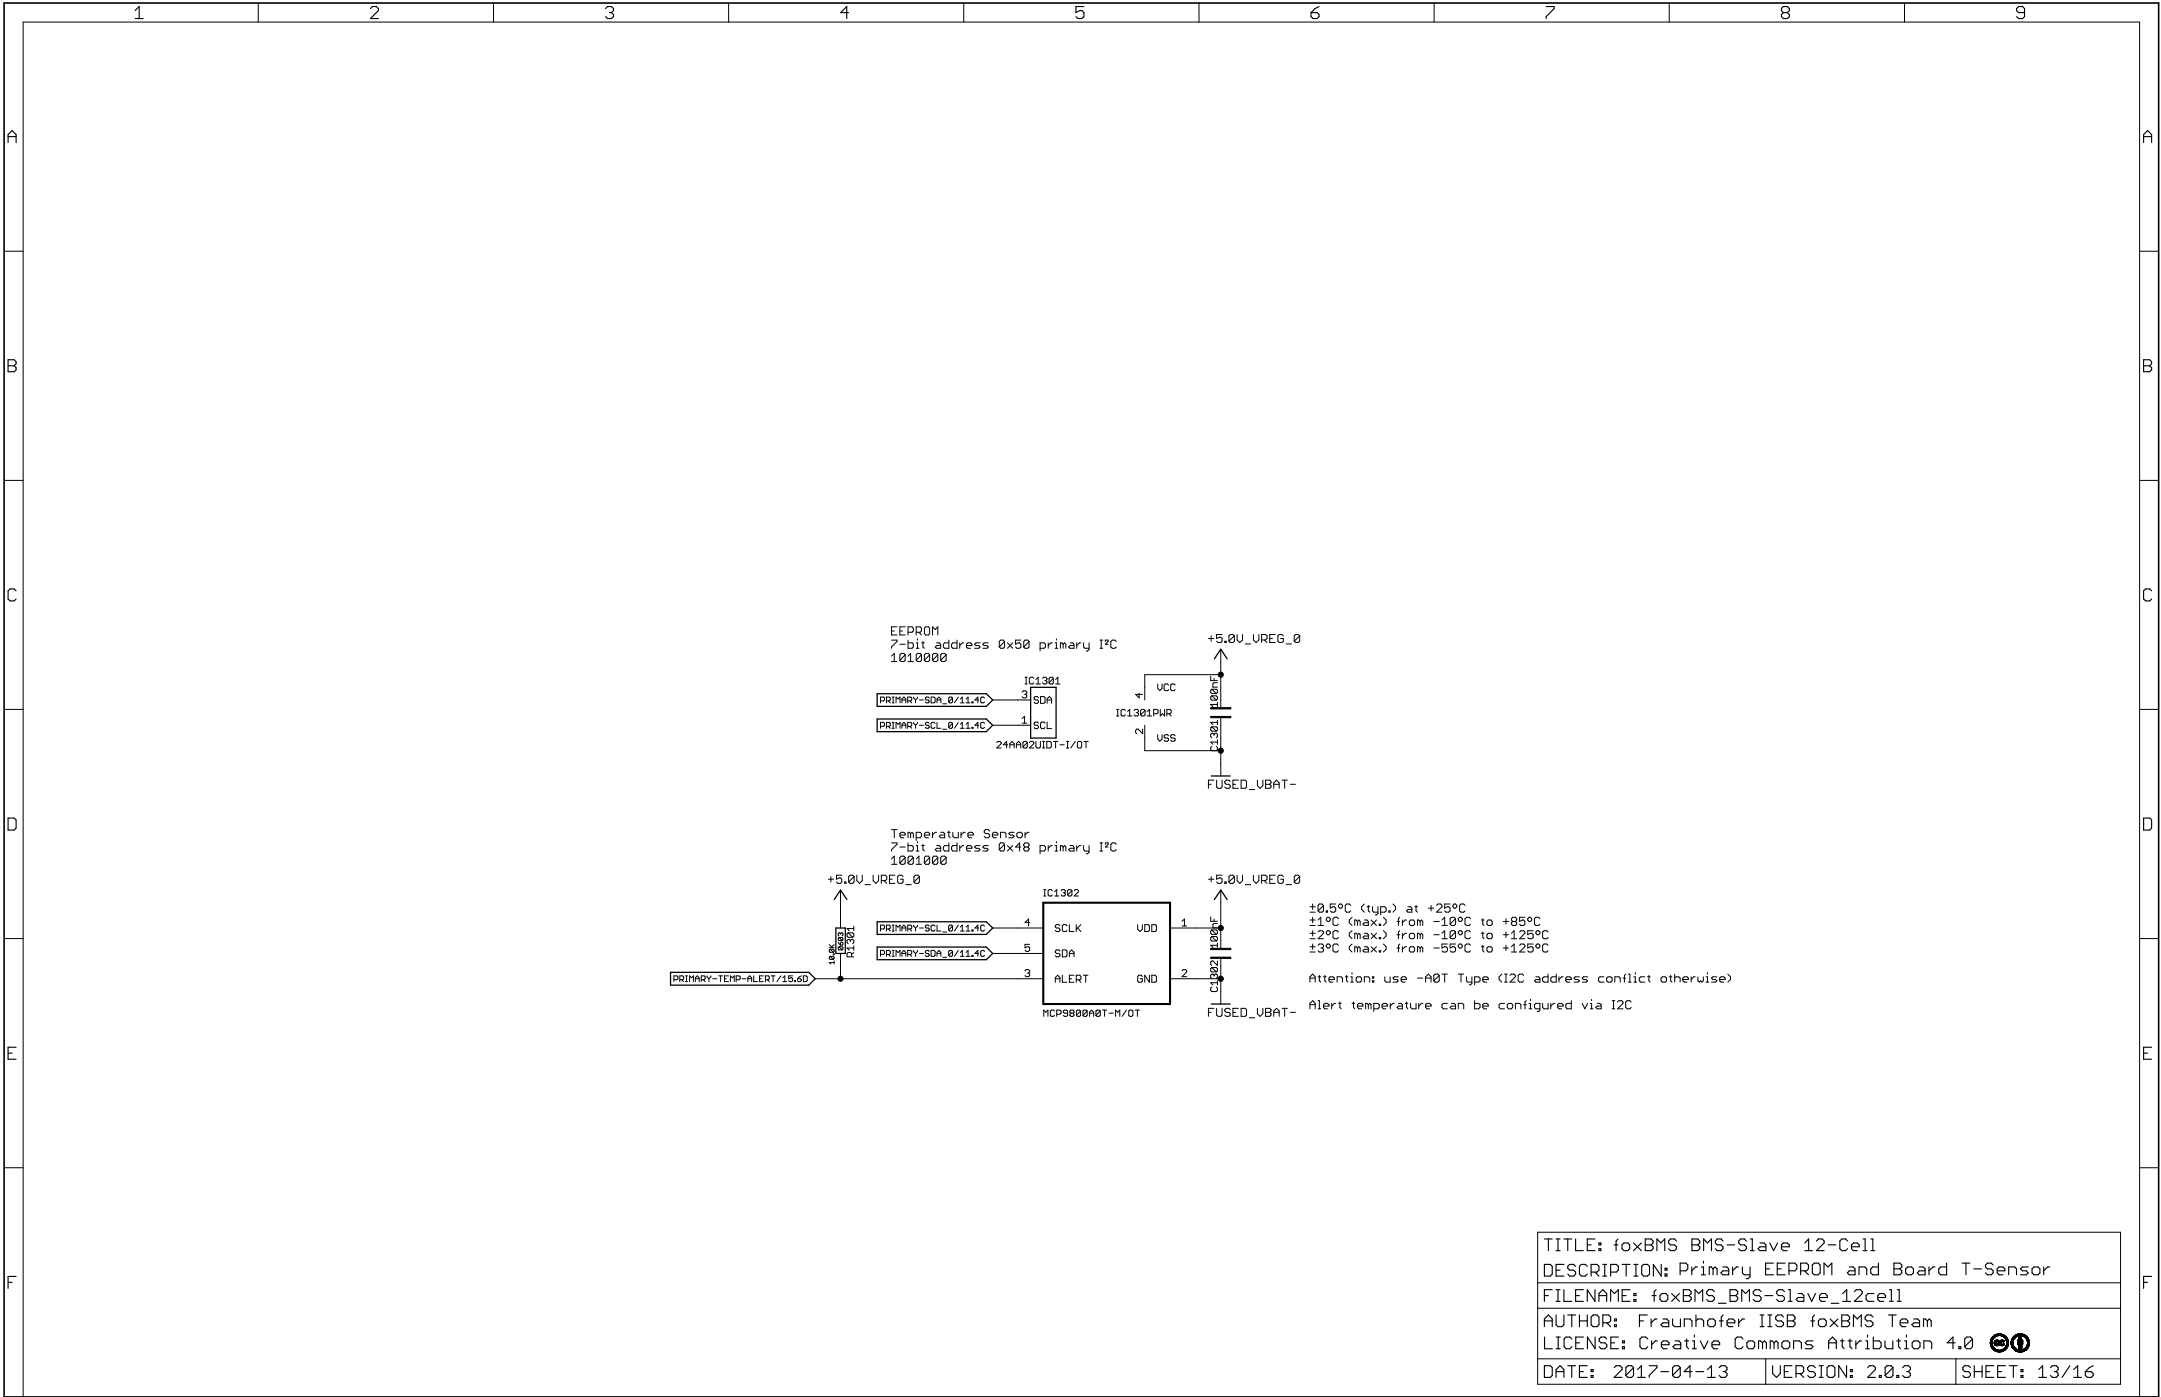 1 2 3 4 5 6 7 8 9
A A
B B
C C
EEPROM
7-bit address 0x50 primary I²C
1010000
+5.0V_VREG_0
IC1301
PRIMARY-SDA_0/11.4C 3 SDA
PRIMARY-SCL_0/11.4C 1 SCL
24AA02UIDT-I/OT
4 VCC
IC1301PWR
2 VSS
100nF
C1301
FUSED_VBAT-
D D
Temperature Sensor
7-bit address 0x48 primary I²C
1001000
+5.0V_VREG_0
+5.0V_VREG_0
IC1302
10.0K
0603
R1301
PRIMARY-SCL_0/11.4C 4 SCLK VDD 1
PRIMARY-SDA_0/11.4C 5 SDA
PRIMARY-TEMP-ALERT/15.6D 3 ALERT GND 2
MCP9800A0T-M/OT
100nF
C1302
FUSED_VBAT-
±0.5°C (typ.) at +25°C
±1°C (max.) from -10°C to +85°C
±2°C (max.) from -10°C to +125°C
±3°C (max.) from -55°C to +125°C
Attention: use -A0T Type (I2C address conflict otherwise)
Alert temperature can be configured via I2C
E E
F F
TITLE: foxBMS BMS-Slave 12-Cell
DESCRIPTION: Primary EEPROM and Board T-Sensor
FILENAME: foxBMS_BMS-Slave_12cell
AUTHOR: Fraunhofer IISB foxBMS Team
LICENSE: Creative Commons Attribution 4.0
DATE: 2017-04-13 VERSION: 2.0.3 SHEET: 13/16